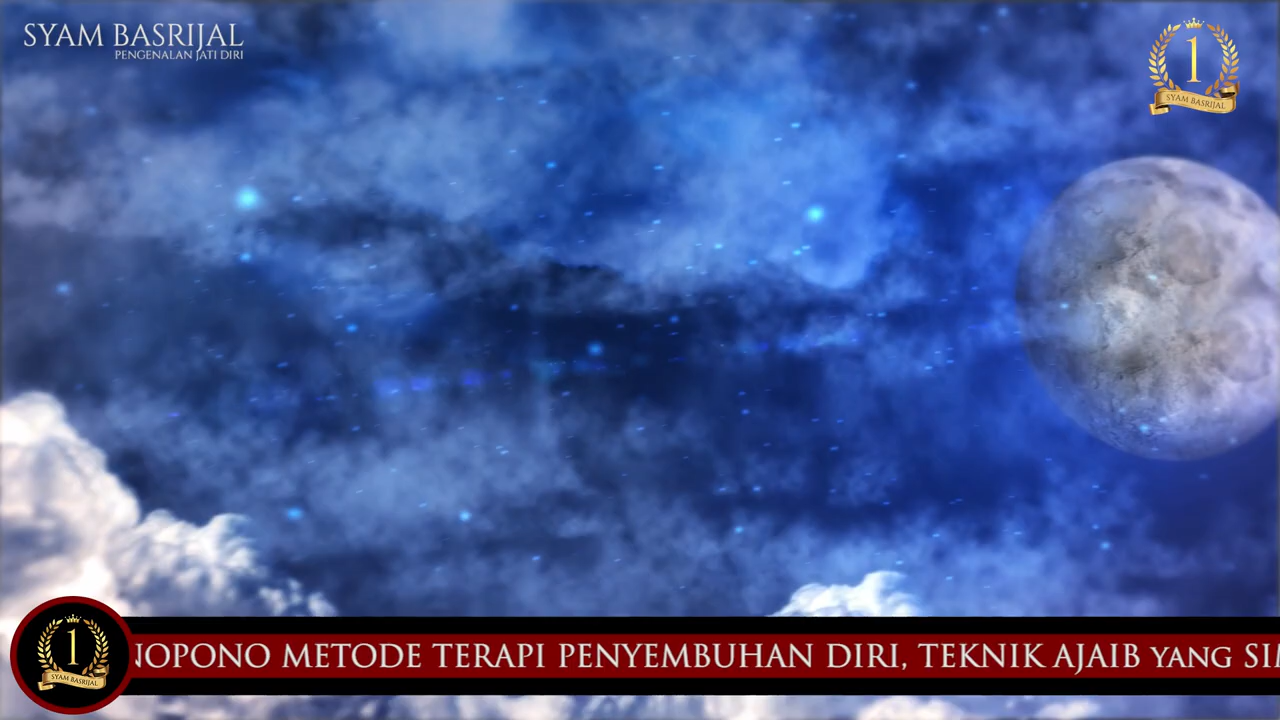 SYAM BASRIJAL
PENGENALAN JATI DIRI
1
SYAM BASRIJAL
1
SYAM BASRIJAL
NOPONO METODE TERAPI PENYEMBUHAN DIRI, TEKNIK AJAIB YANG